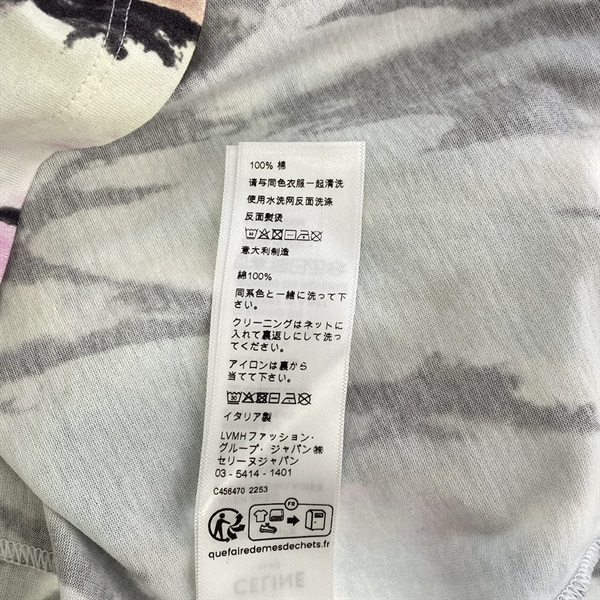 100% 棉
请与同色衣服一起清洗
使用水洗网反面洗涤
反面熨烫
意大利制造
綿100%
同系色と一緒に洗って下
さい。
クリーニングはネットに
入れて裏返しにして洗っ
てください。
アイロンは裏から
当てて下さい。
イタリア製
LVMHファッション・
グループ・ジャパン㈱
セリーヌジャパン
03 - 5414 - 1401
C456470 2253
FR
quefairedemesdechets.fr
CELINE